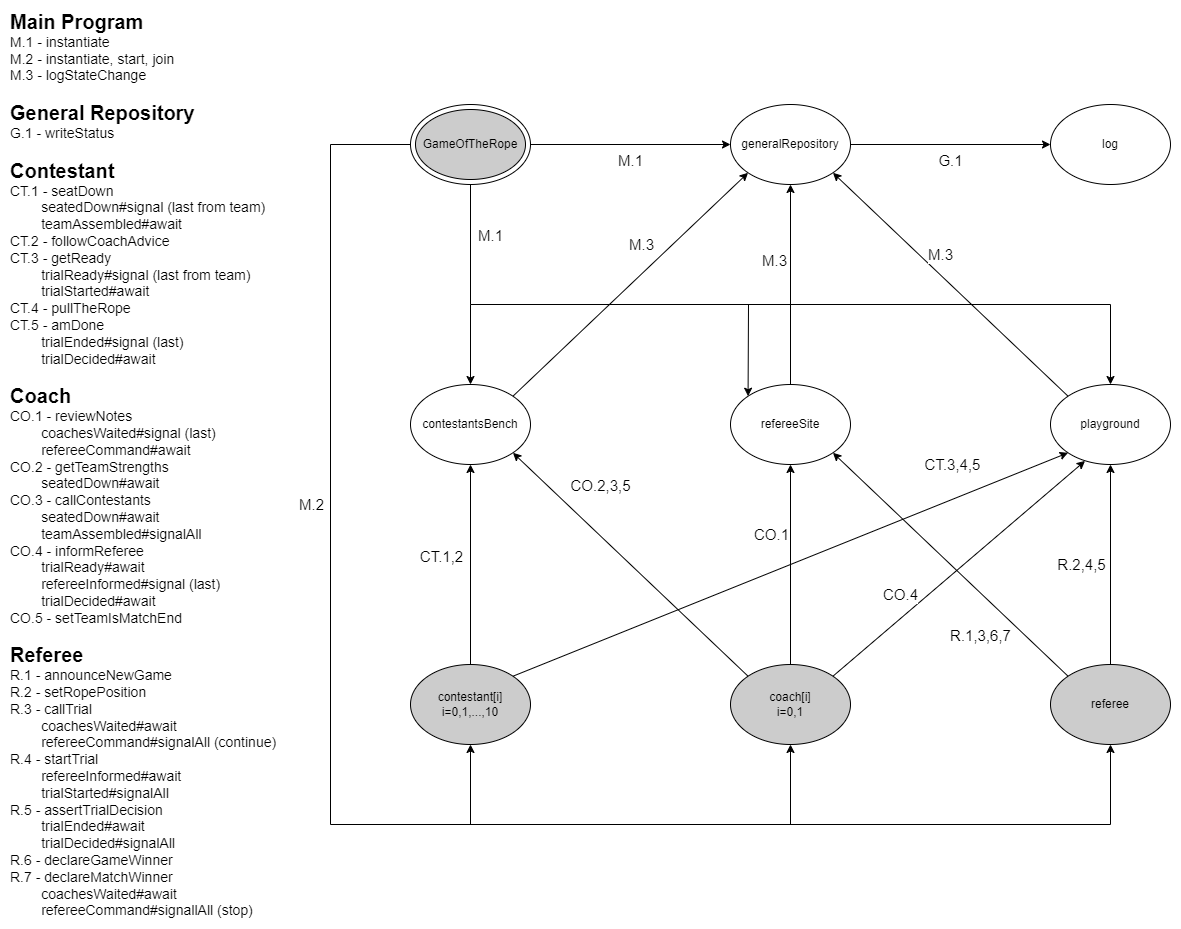 Main Program
M.1 - instantiate
M.2 - instantiate, start, join
M.3 - logStateChange
General Repository
G.1 - writeStatus
Contestant
CT.1 - seatDown
seatedDown#signal (last from team)
teamAssembled#await
CT.2 - followCoachAdvice
CT.3 - getReady
trialReady#signal (last from team)
trialStarted#await
CT.4 - pullTheRope
CT.5 - amDone
trialEnded#signal (last)
trialDecided#await
Coach
CO.1 - reviewNotes
coachesWaited#signal (last)
refereeCommand#await
CO.2 - getTeamStrengths
seatedDown#await
CO.3 - callContestants
seatedDown#await
teamAssembled#signalAll
CO.4 - informReferee
trialReady#await
refereeInformed#signal (last)
trialDecided#await
CO.5 - setTeamIsMatchEnd
Referee
R.1 - announceNewGame
R.2 - setRopePosition
R.3 - callTrial
coachesWaited#await
refereeCommand#signalAll (continue)
R.4 - startTrial
refereeInformed#await
trialStarted#signalAll
R.5 - assertTrialDecision
trialEnded#await
trialDecided#signalAll
R.6 - declareGameWinner
R.7 - declareMatchWinner
coachesWaited#await
refereeCommand#signallAll (stop)
GameOfTheRope
M.1
generalRepository
G.1
log
M.1
M.3
M.3
M.3
contestantsBench
refereeSite
playground
M.2
CO.2,3,5
CT.3,4,5
CT.1,2
CO.1
R.2,4,5
CO.4
R.1,3,6,7
contestant[i]
i=0,1,...,10
coach[i]
i=0,1
referee